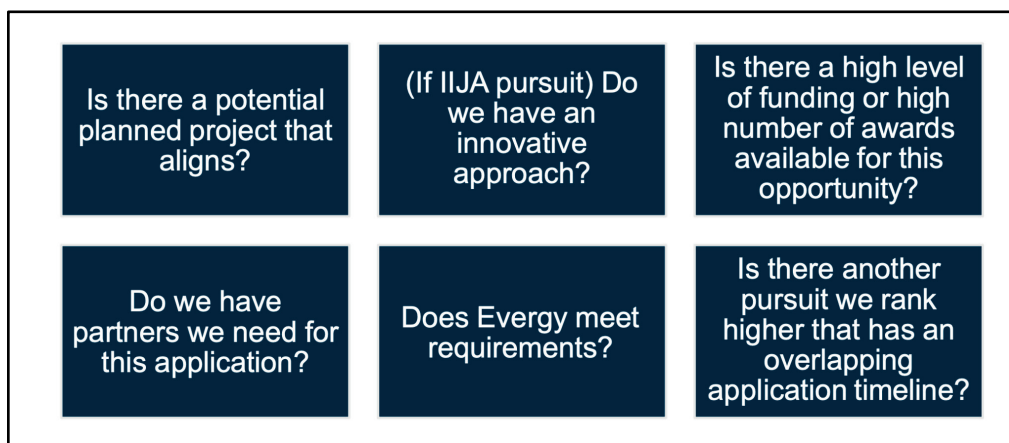 Is there a potential
planned project that
aligns?
(If IIJA pursuit) Do
we have an
innovative
approach?
Is there a high level
of funding or high
number of awards
available for this
opportunity?
Do we have
partners we need for
this application?
Does Evergy meet
requirements?
Is there another
pursuit we rank
higher that has an
overlapping
application timeline?